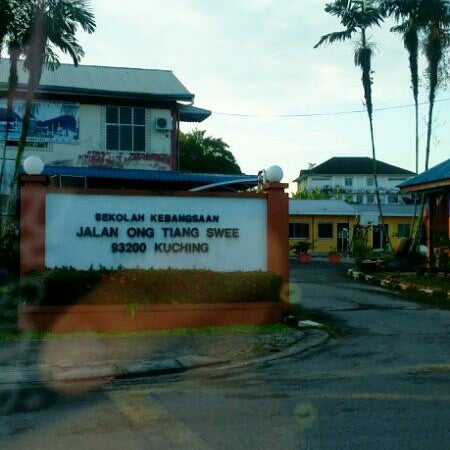 SEKOLAH KEBANGSAAN
JALAN ONG TIANG SWEE
93200 KUCHING